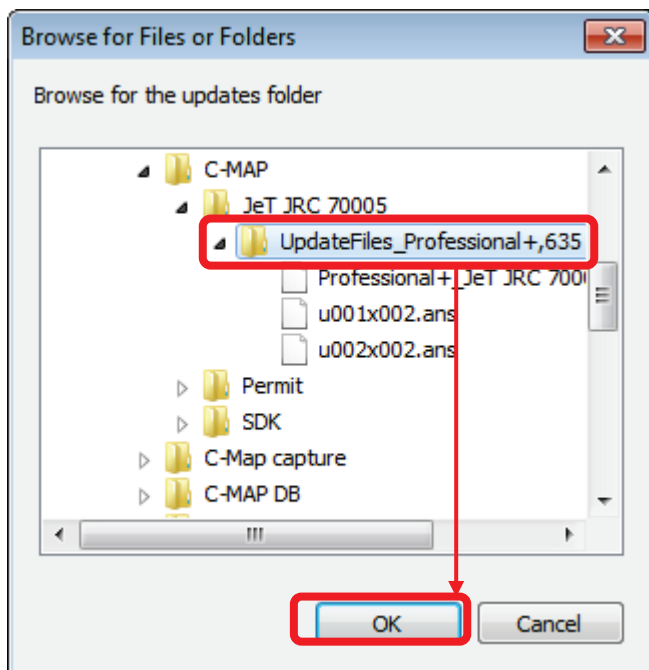 Browse for Files or Folders
Browse for the updates folder
C-MAP
JeT JRC 70005
UpdateFiles_Professional+,635
Professional+_JeT JRC 700
u001x002.ans
u002x002.ans
Permit
SDK
C-Map capture
C-MAP DB
OK Cancel